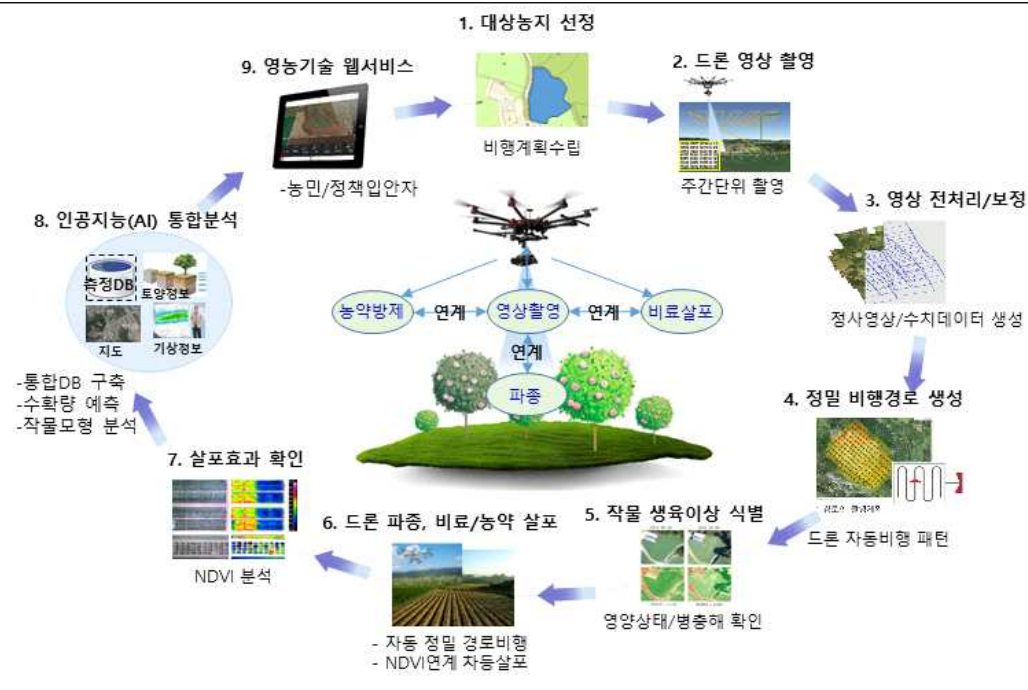 1. 대상농지 선정
비행계획수립
2. 드론 영상 촬영
주간단위 촬영
3. 영상 전처리/보정
정사영상/수치데이터 생성
4. 정밀 비행경로 생성
드론 자동비행 패턴
5. 작물 생육이상 식별
영양상태/병충해 확인
6. 드론 파종, 비료/농약 살포
- 자동 정밀 경로비행
- NDVI연계 차등살포
7. 살포효과 확인
NDVI 분석
8. 인공지능(AI) 통합분석
측정DB
토양정보
지도
기상정보
-통합DB 구축
-수확량 예측
-작물모형 분석
9. 영농기술 웹서비스
-농민/정책입안자
농약방제
연계
영상촬영
연계
비료살포
연계
파종